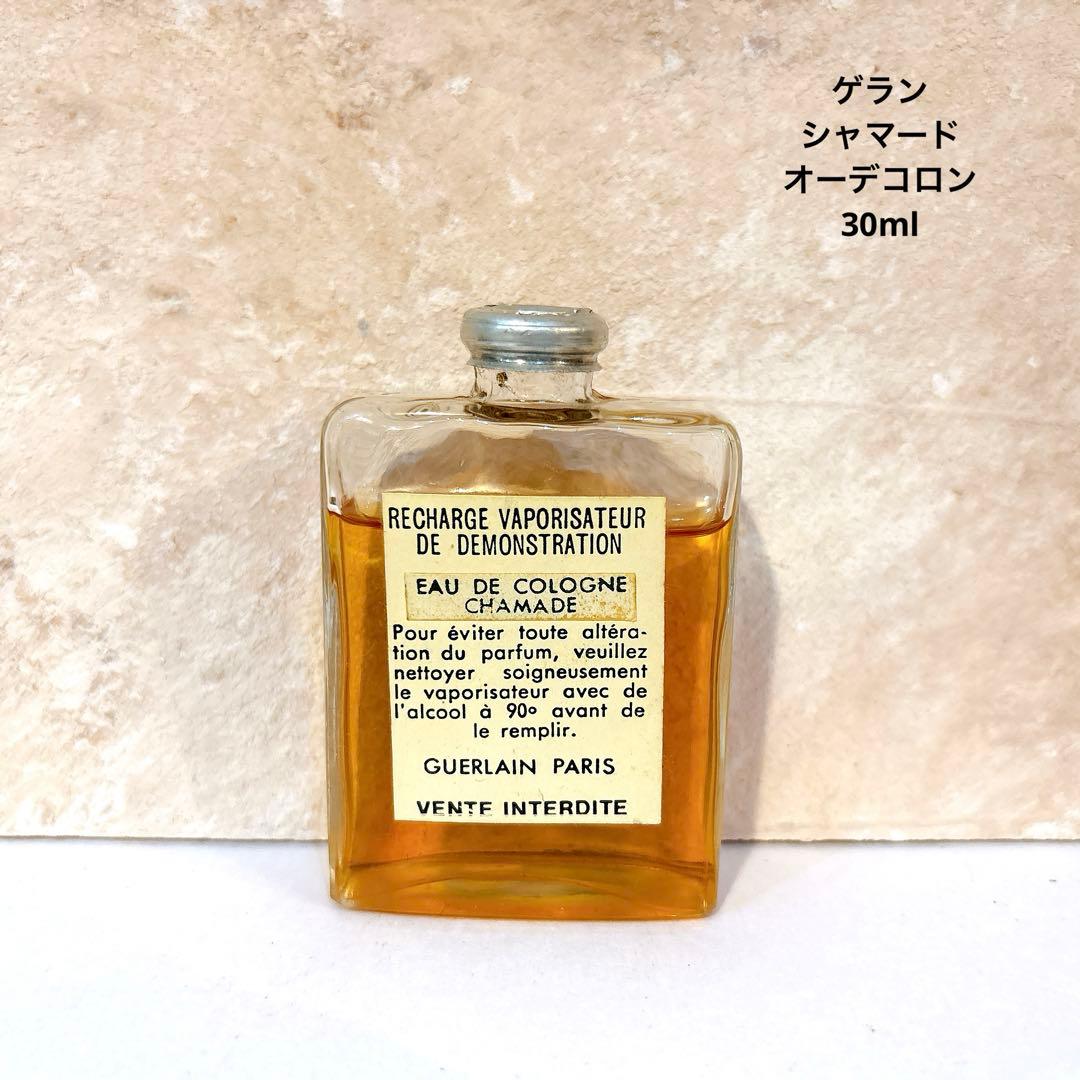 ゲラン
シャマード
オーデコロン
30ml
RECHARGE VAPORISATEUR
DE DEMONSTRATION
EAU DE COLOGNE
CHAMADE
Pour éviter toute altéra-
tion du parfum, veuillez
nettoyer soigneusement
le vaporisateur avec de
l'alcool à 90° avant de
le remplir.
GUERLAIN PARIS
VENTE INTERDITE